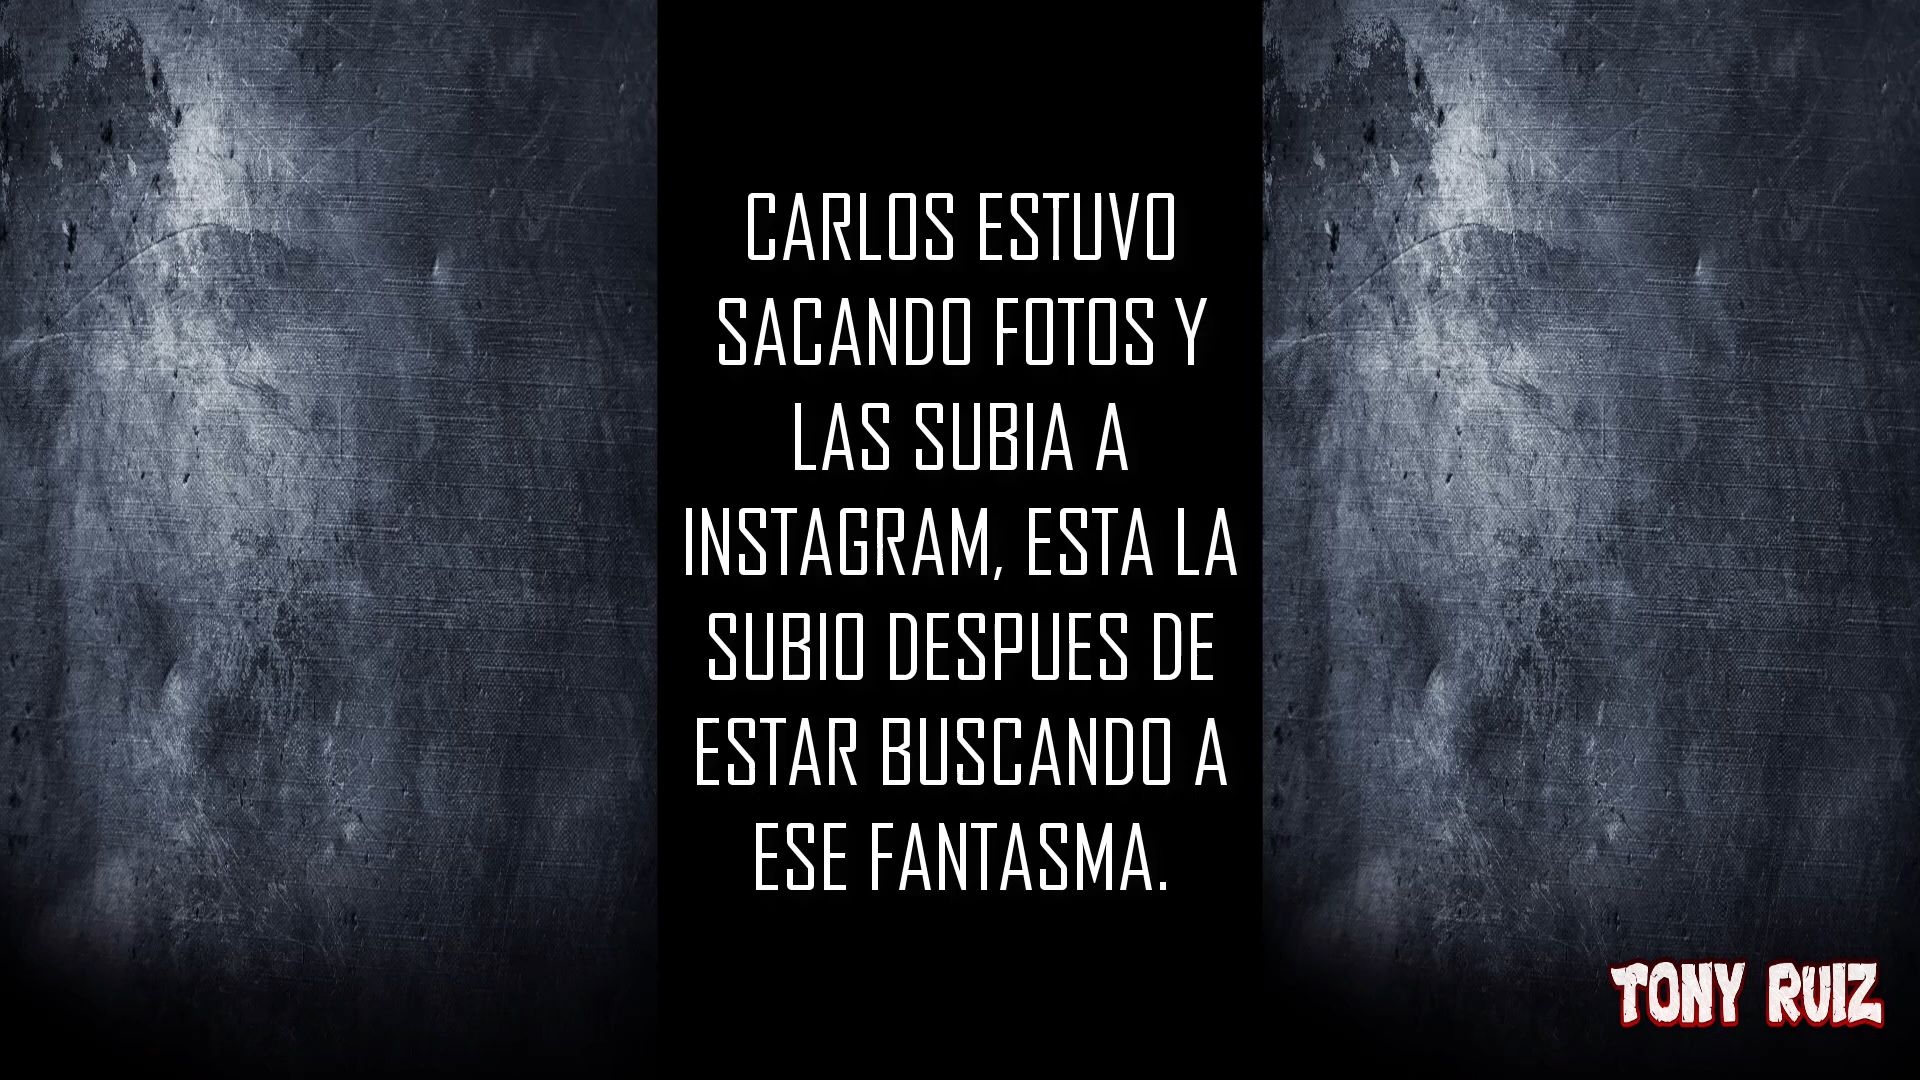 CARLOS ESTUVO
SACANDO FOTOS Y
LAS SUBIA A
INSTAGRAM, ESTA LA
SUBIO DESPUES DE
ESTAR BUSCANDO A
ESE FANTASMA.
TONY RUIZ